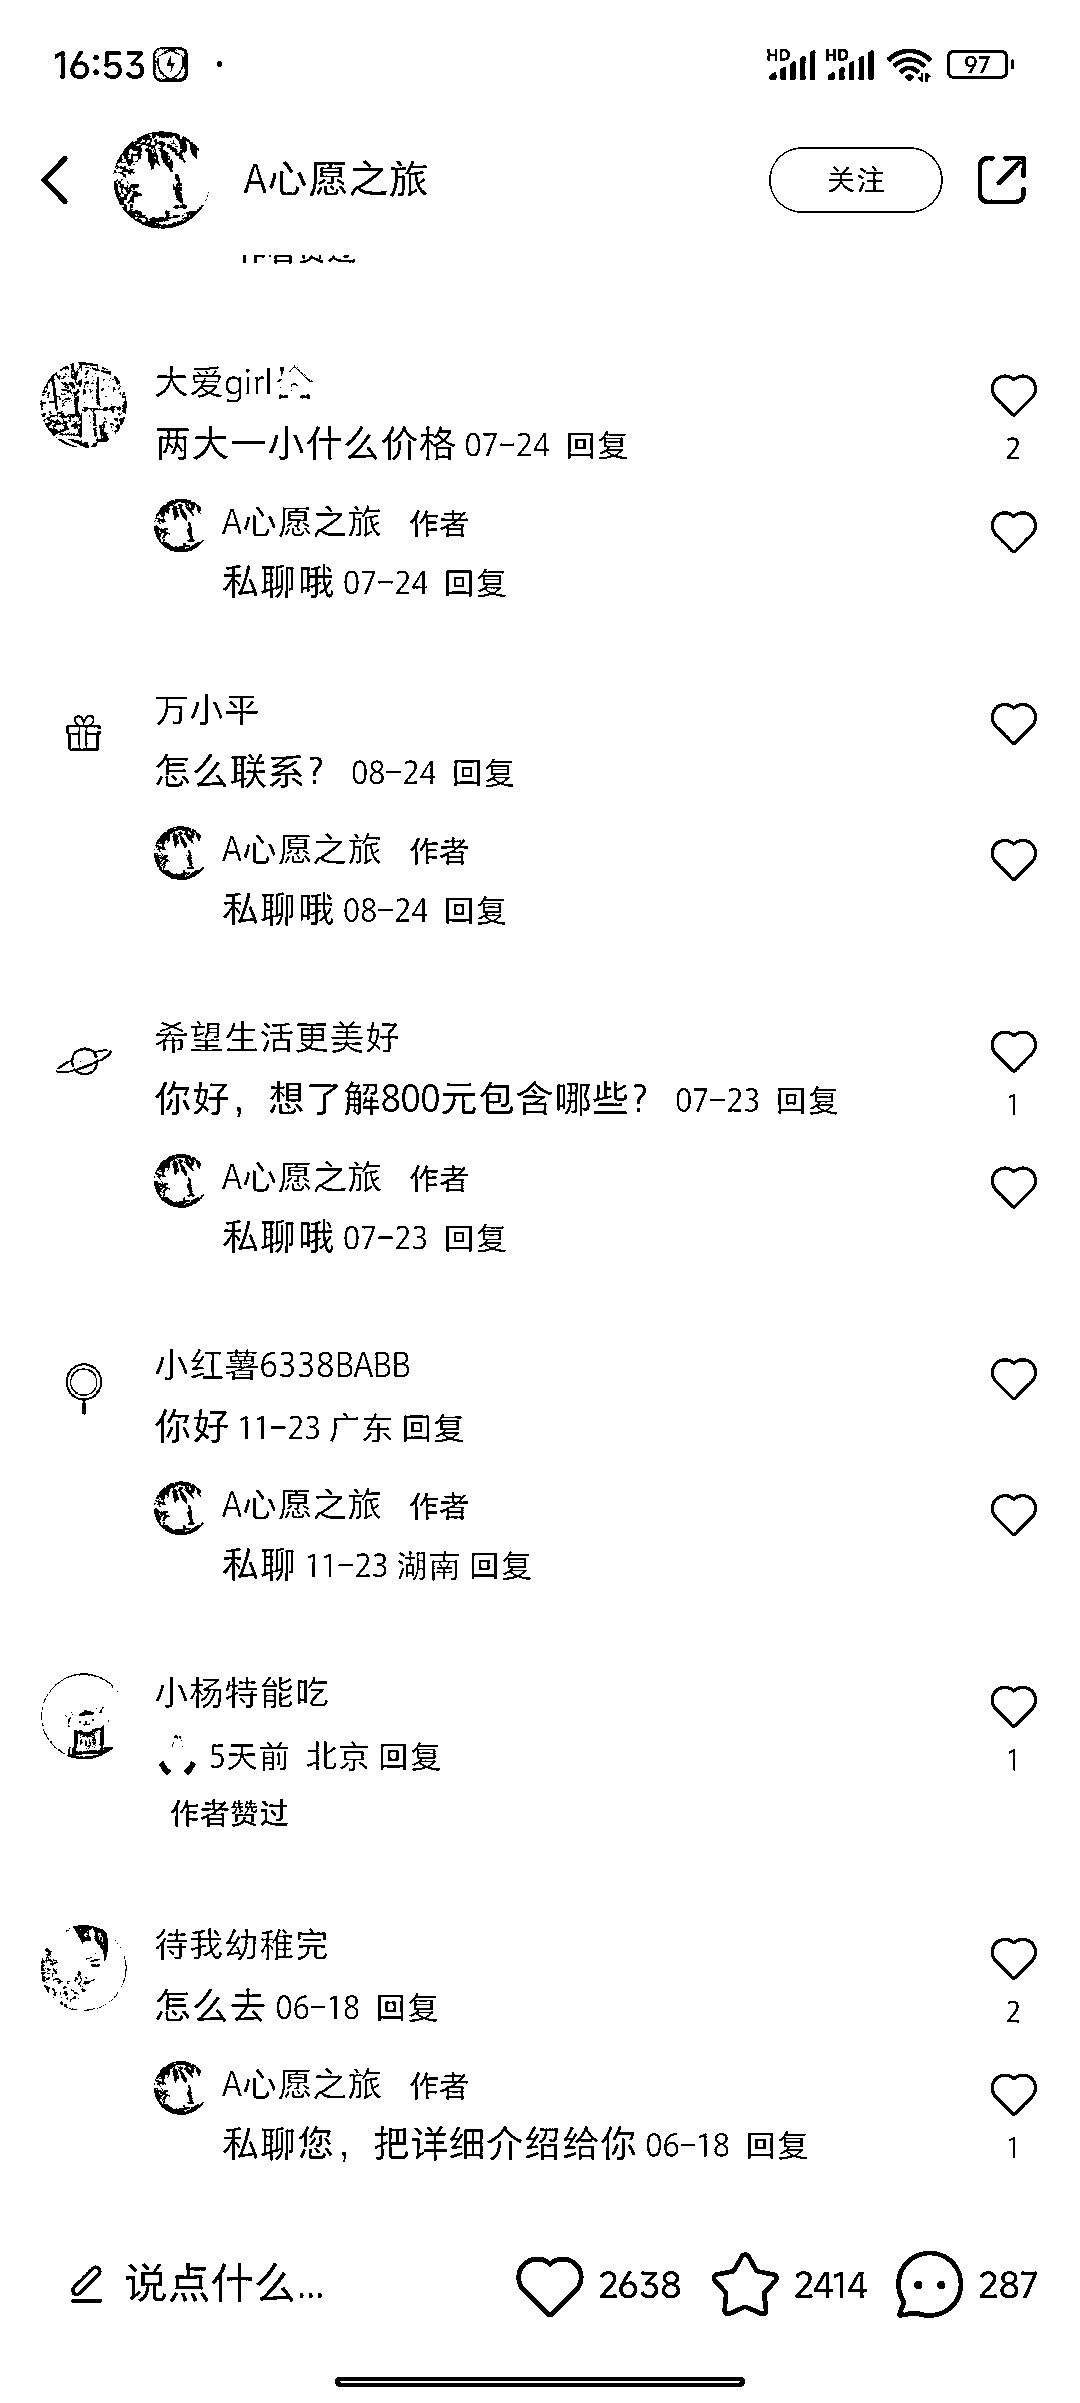 16:53
HD HD 97
A心愿之旅 关注
作者赞过
大爱girl
两大一小什么价格 07-24 回复
2
A心愿之旅 作者
私聊哦 07-24 回复
万小平
怎么联系？ 08-24 回复
A心愿之旅 作者
私聊哦 08-24 回复
希望生活更美好
你好，想了解800元包含哪些？ 07-23 回复
1
A心愿之旅 作者
私聊哦 07-23 回复
小红薯6338BABB
你好 11-23 广东 回复
A心愿之旅 作者
私聊 11-23 湖南 回复
小杨特能吃
5天前 北京 回复
1
作者赞过
待我幼稚完
怎么去 06-18 回复
2
A心愿之旅 作者
私聊您，把详细介绍给你 06-18 回复
1
说点什么... 2638 2414 287